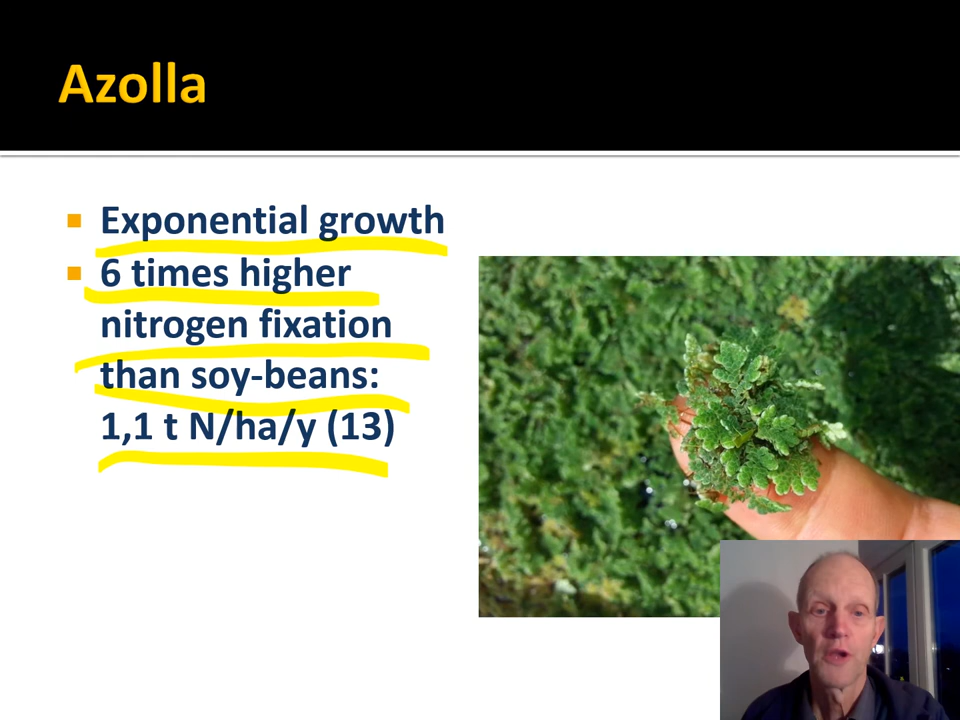 Azolla
Exponential growth
6 times higher
nitrogen fixation
than soy-beans:
1,1 t N/ha/y (13)